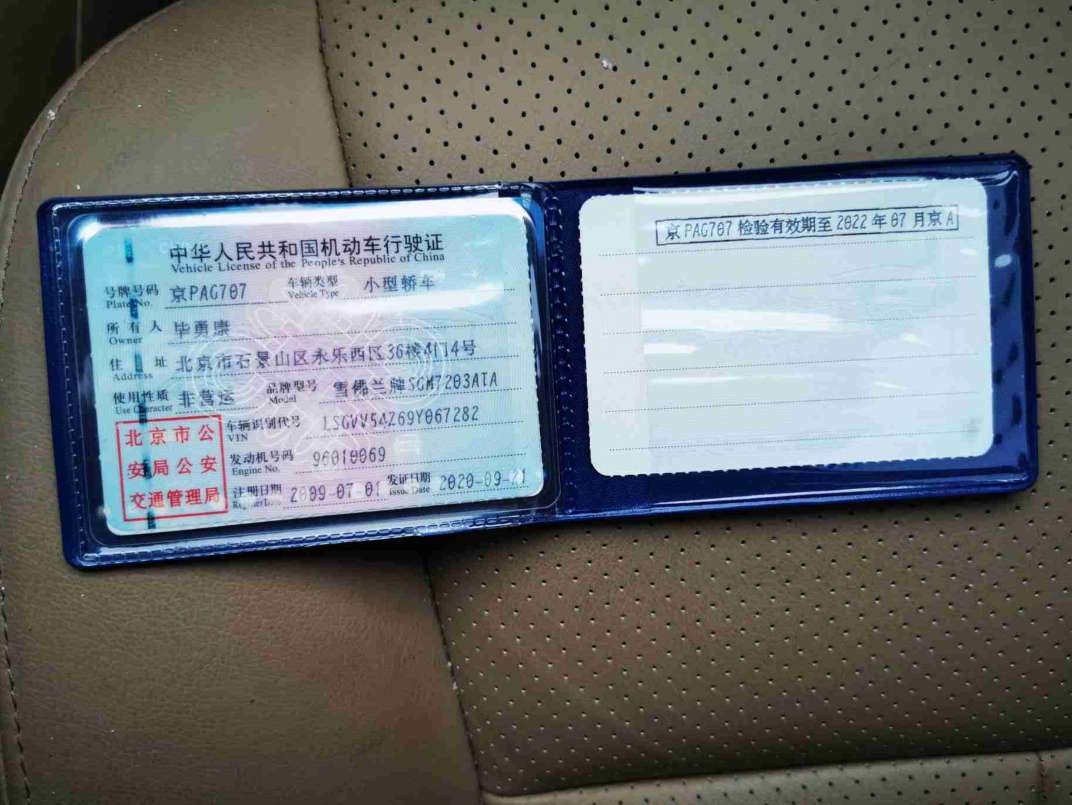 中华人民共和国机动车行驶证
Vehicle License of the People's Republic of China
号牌号码 京PAG707 车辆类型 小型轿车
Plate No. Vehicle Type
所有人 毕勇康
Owner
住址 北京市石景山区永乐西区36楼4门4号
Address
使用性质 非营运 品牌型号 雪佛兰牌SGM7203ATA
Use Character Model
北京市公
安局公安
交通管理局
车辆识别代号 LSGVV54Z69Y067282
VIN
发动机号码 96010069
Engine No.
注册日期 2009-07-01 发证日期 2020-09-21
Issue Date
京PAG707 检验有效期至 2022年07月京A